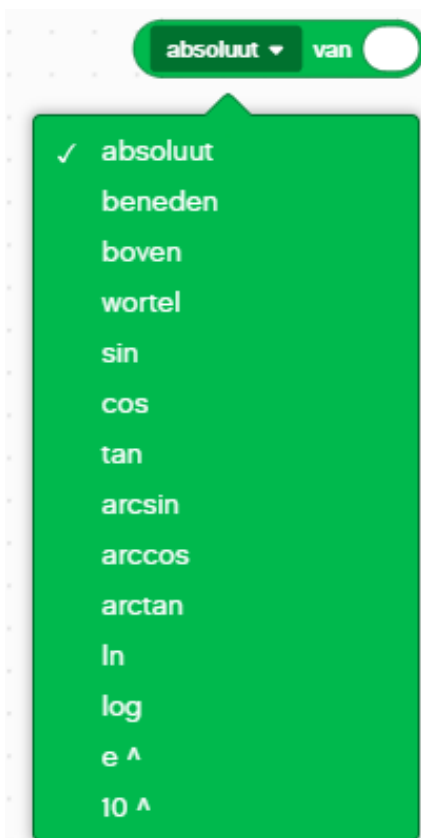 absoluut van
✓ absoluut
beneden
boven
wortel
sin
cos
tan
arcsin
arccos
arctan
ln
log
e ^
10 ^